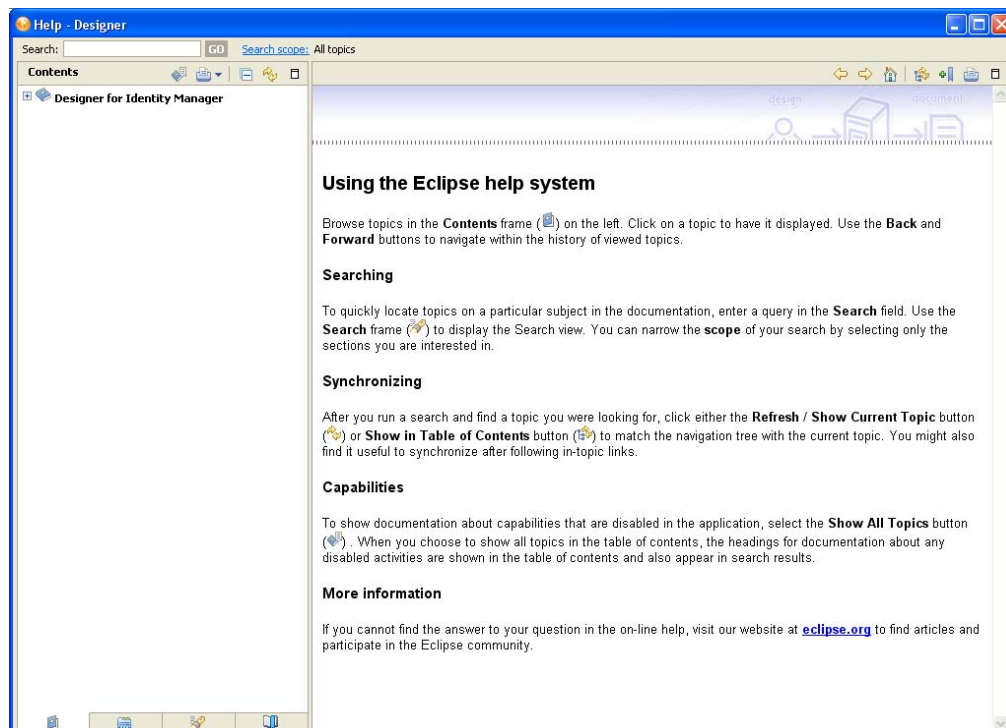 Help - Designer
Search: GO Search scope: All topics
Contents
Designer for Identity Manager
design document
Using the Eclipse help system
Browse topics in the Contents frame ( ) on the left. Click on a topic to have it displayed. Use the Back and
Forward buttons to navigate within the history of viewed topics.
Searching
To quickly locate topics on a particular subject in the documentation, enter a query in the Search field. Use the
Search frame ( ) to display the Search view. You can narrow the scope of your search by selecting only the
sections you are interested in.
Synchronizing
After you run a search and find a topic you were looking for, click either the Refresh / Show Current Topic button
( ) or Show in Table of Contents button ( ) to match the navigation tree with the current topic. You might also
find it useful to synchronize after following in-topic links.
Capabilities
To show documentation about capabilities that are disabled in the application, select the Show All Topics button
( ) . When you choose to show all topics in the table of contents, the headings for documentation about any
disabled activities are shown in the table of contents and also appear in search results.
More information
If you cannot find the answer to your question in the on-line help, visit our website at eclipse.org to find articles and
participate in the Eclipse community.